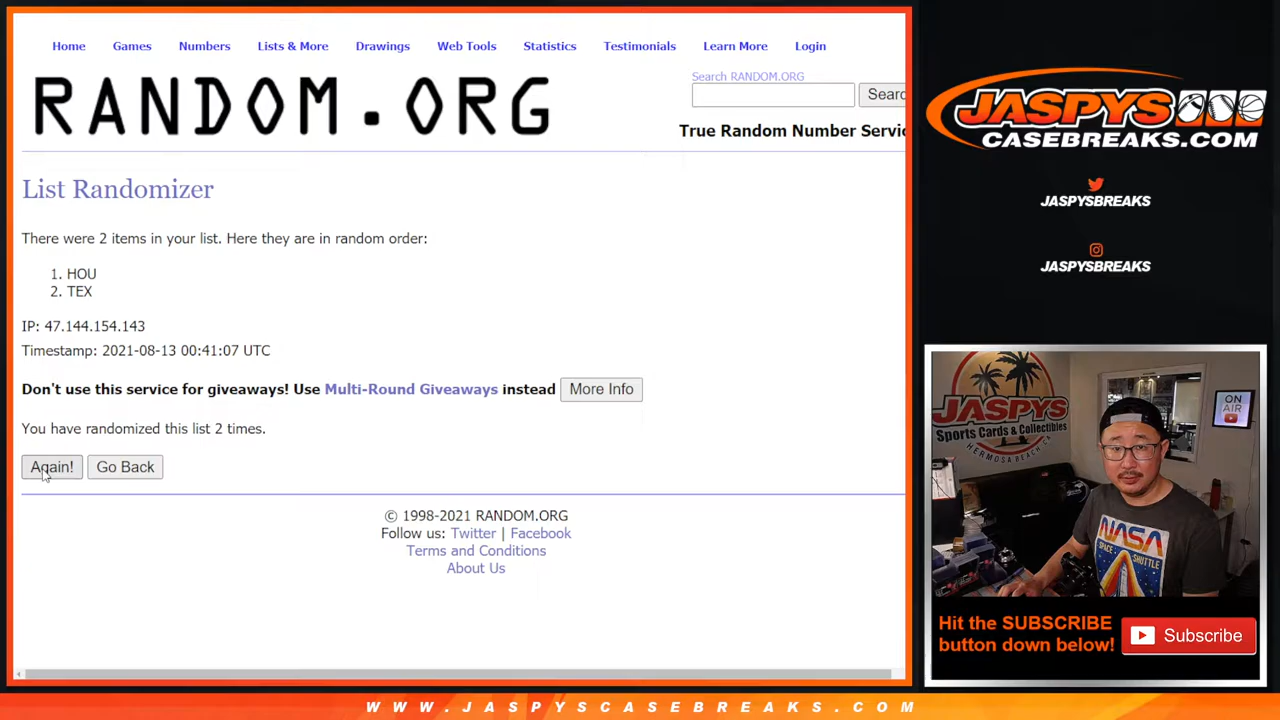 Home Games Numbers Lists & More Drawings Web Tools Statistics Testimonials Learn More Login
RANDOM.ORG
Search RANDOM.ORG
Searc
True Random Number Servic
List Randomizer
There were 2 items in your list. Here they are in random order:
1. HOU
2. TEX
IP: 47.144.154.143
Timestamp: 2021-08-13 00:41:07 UTC
Don't use this service for giveaways! Use Multi-Round Giveaways instead More Info
You have randomized this list 2 times.
Again! Go Back
© 1998-2021 RANDOM.ORG
Follow us: Twitter | Facebook
Terms and Conditions
About Us
JASPYS
CASEBREAKS.COM
JASPYSBREAKS
JASPYSBREAKS
JASPYS
Sports Cards & Collectibles
HERMOSA BEACH CA
ON
AIR
NASA
SPACE SHUTTLE
Hit the SUBSCRIBE
button down below!
Subscribe
WWW.JASPYSCASEBREAKS.COM